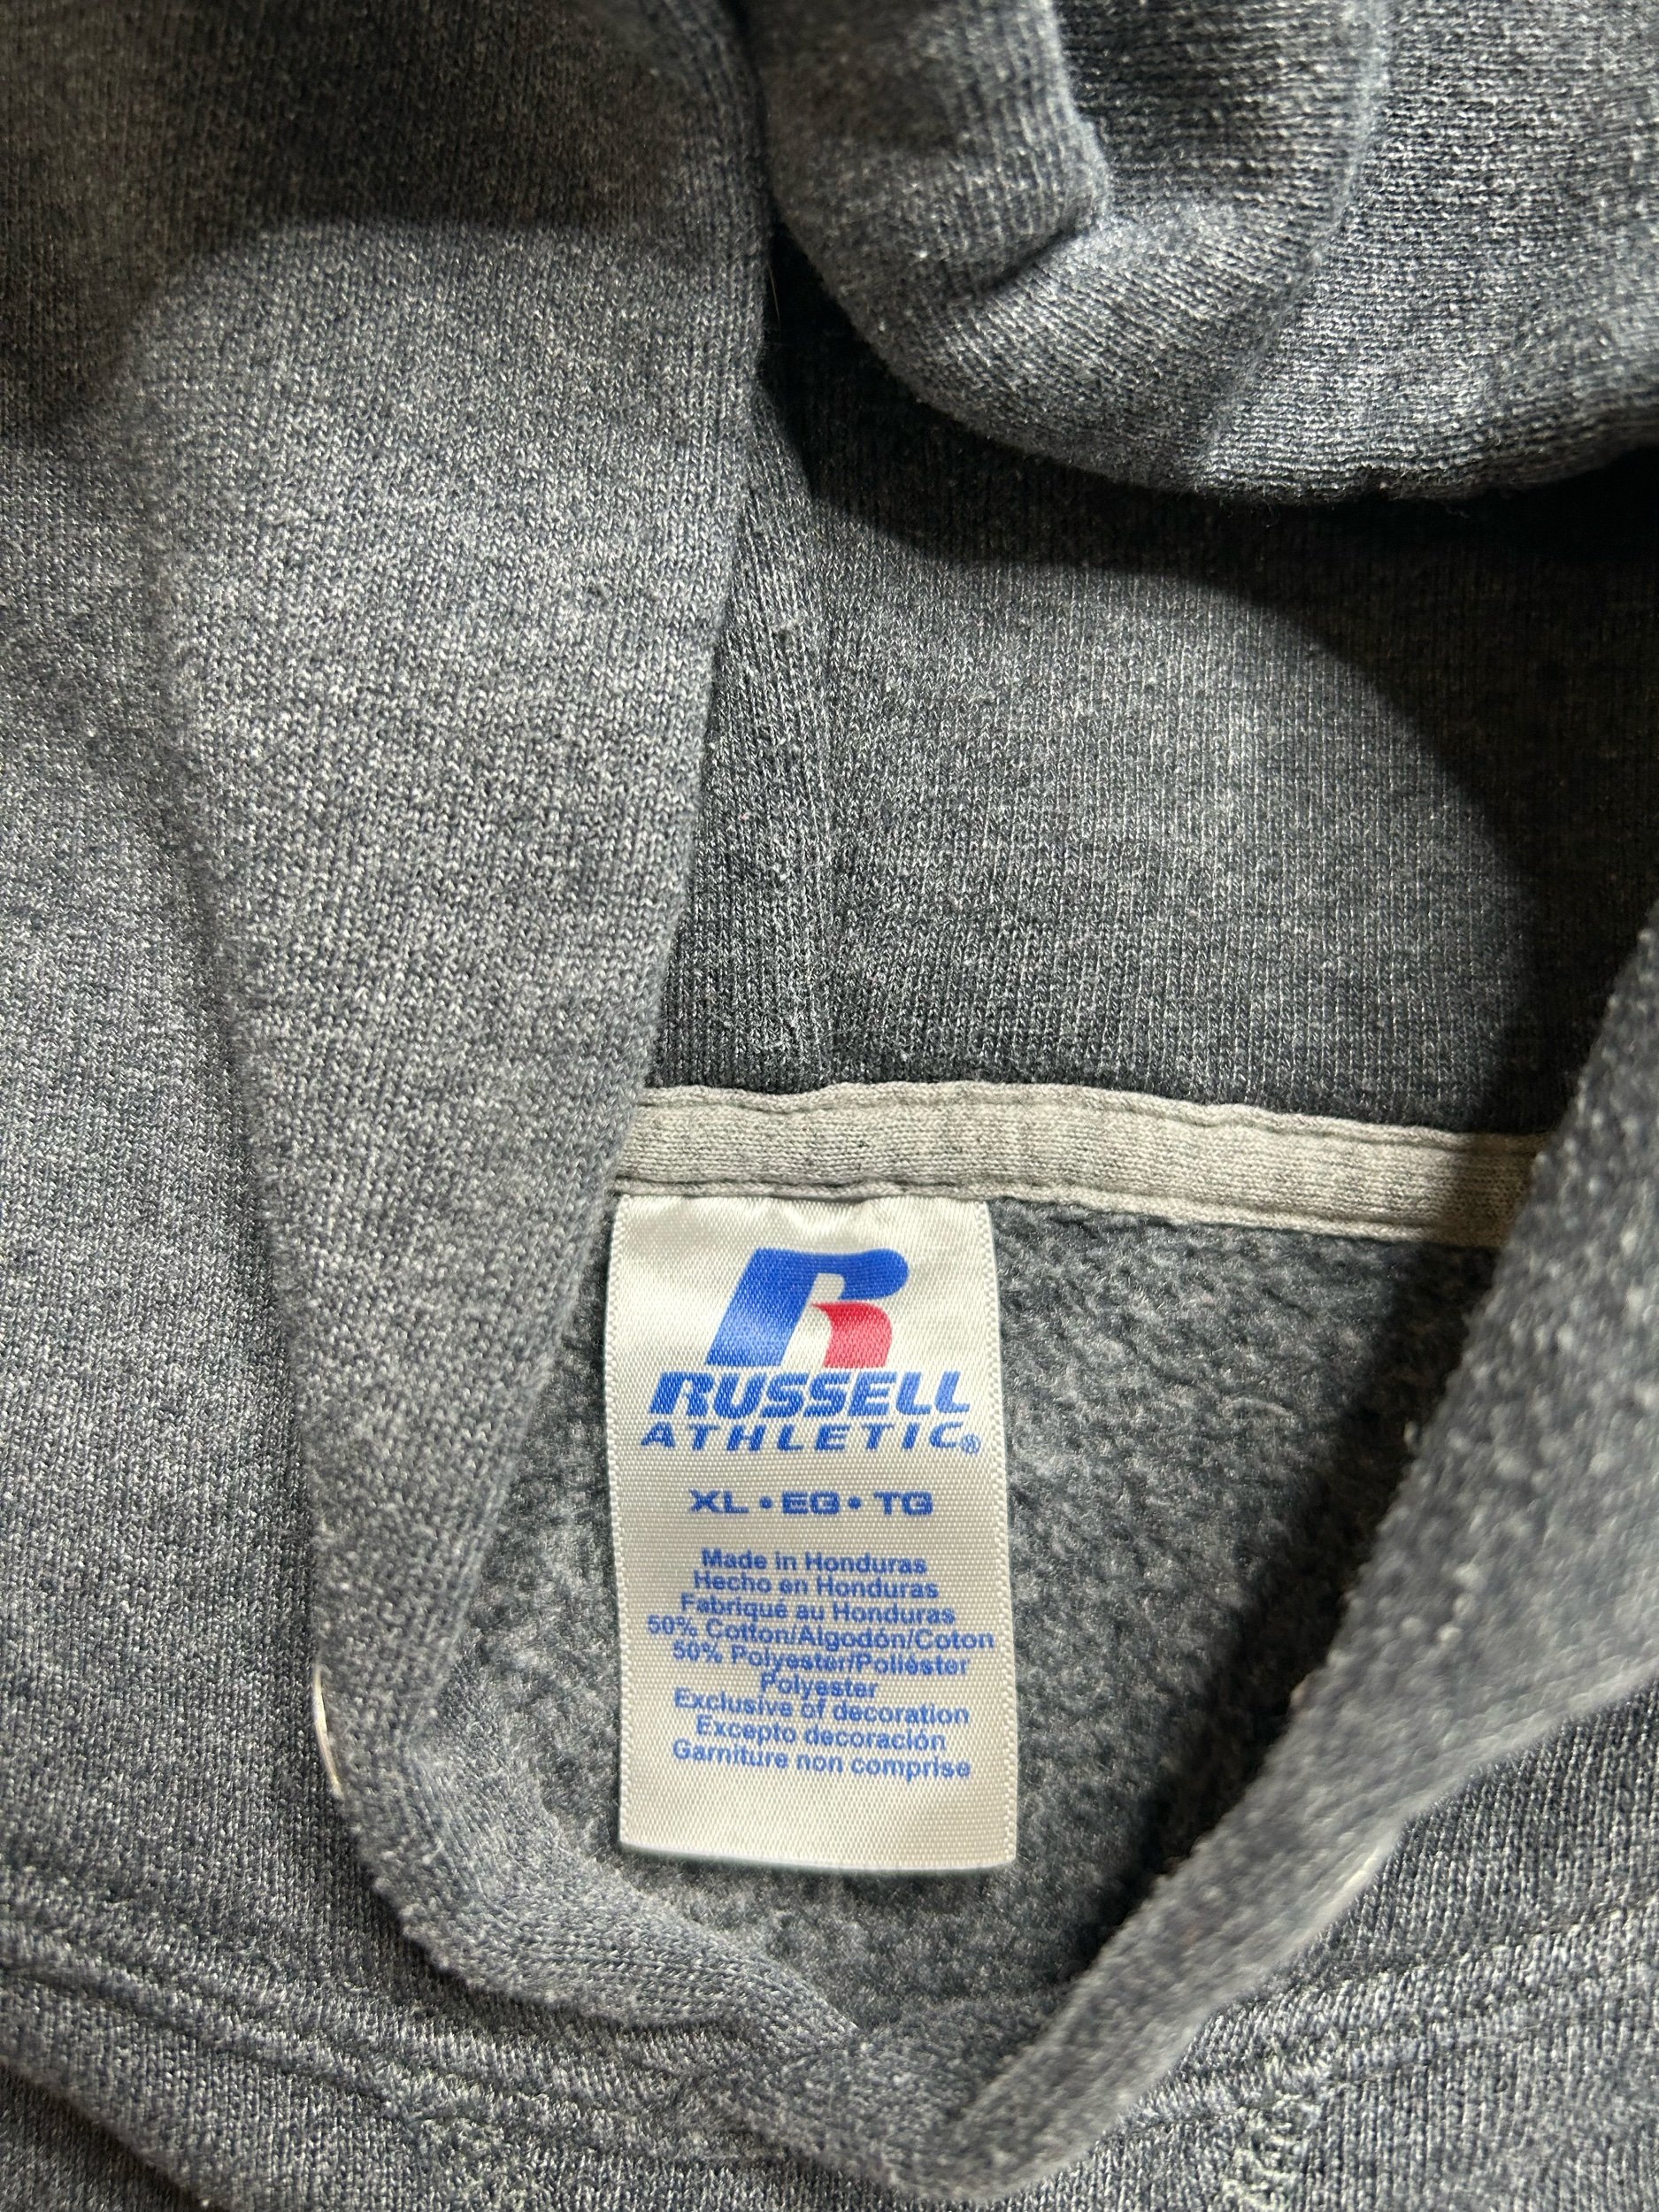 RUSSELL
ATHLETIC®
XL • EG • TG
Made in Honduras
Hecho en Honduras
Fabriqué au Honduras
50% Cotton/Algodón/Coton
50% Polyester/Poliéster
Polyester
Exclusive of decoration
Excepto decoración
Garniture non comprise